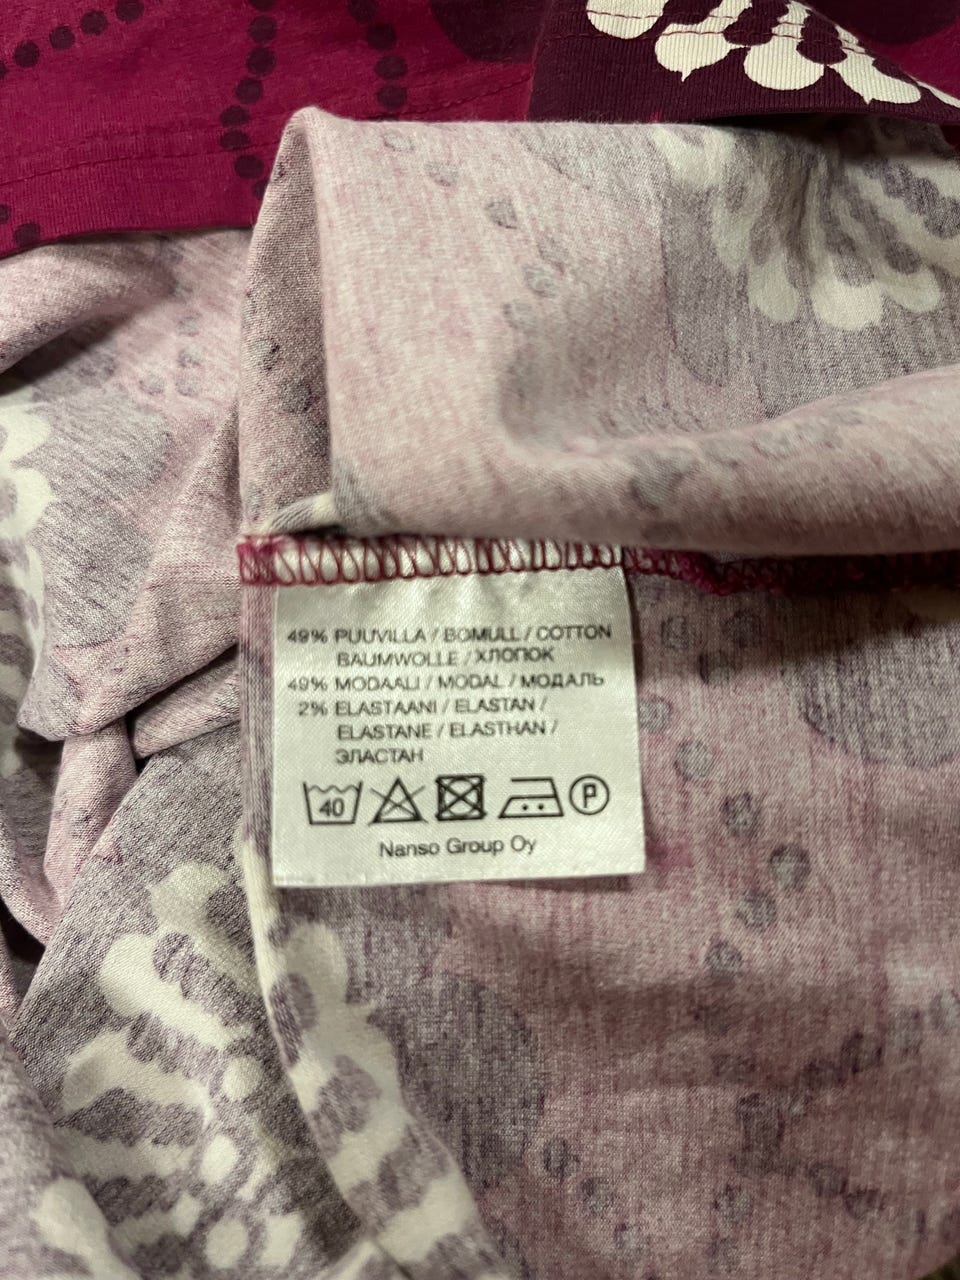 49% PUUVILLA / BOMULL / COTTON
BAUMWOLLE / ХЛОПОК
49% MODAALI / MODAL / МОДАЛЬ
2% ELASTAANI / ELASTAN /
ELASTANE / ELASTHAN /
ЭЛАСТАН
40 P
Nanso Group Oy